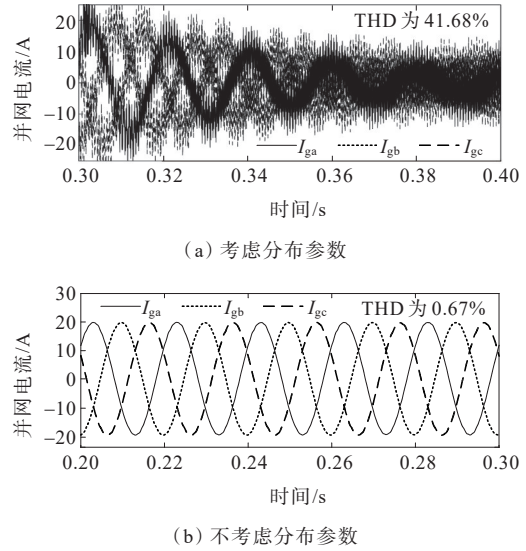 THD 为 41.68%
20
10
0
−10
−20
并网电流/A
I_ga I_gb I_gc
0.30 0.32 0.34 0.36 0.38 0.40
时间/s
(a) 考虑分布参数
I_ga I_gb I_gc
THD 为 0.67%
30
20
10
0
−10
−20
并网电流/A
0.20 0.22 0.24 0.26 0.28 0.30
时间/s
(b) 不考虑分布参数